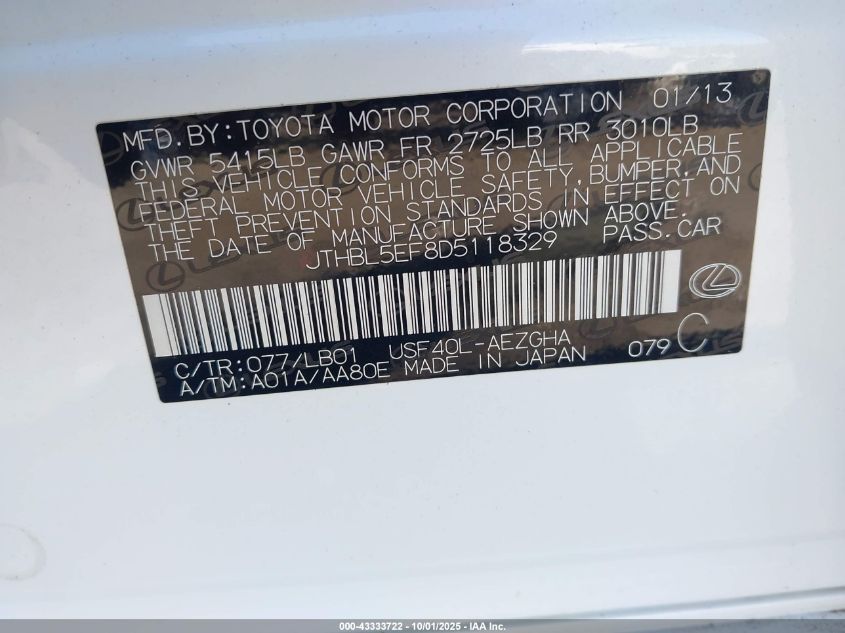 MFD.BY:TOYOTA MOTOR CORPORATION 01/13
GVWR 5415LB GAWR FR 2725LB RR 3010LB
THIS VEHICLE CONFORMS TO ALL APPLICABLE
FEDERAL MOTOR VEHICLE SAFETY, BUMPER, AND
THEFT PREVENTION STANDARDS IN EFFECT ON
THE DATE OF MANUFACTURE SHOWN ABOVE.
JTHBL5EF8D5118329 PASS.CAR
C/TR:077/LB01 USF40L-AEZGHA
A/TM:A01A/AA80E MADE IN JAPAN 079 C
000-43333722 - 10/01/2025 - IAA Inc.